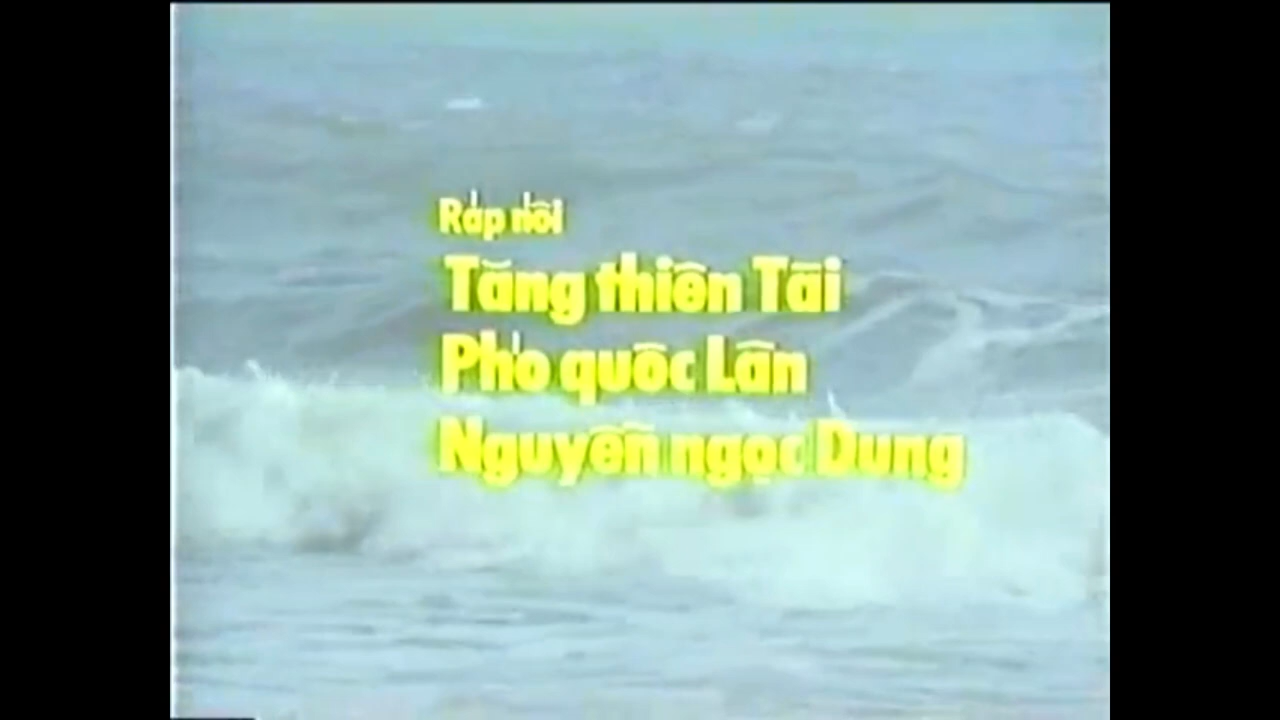 Ráp nối
Tăng thiên Tài
Phó quốc Lân
Nguyễn ngọc Dung